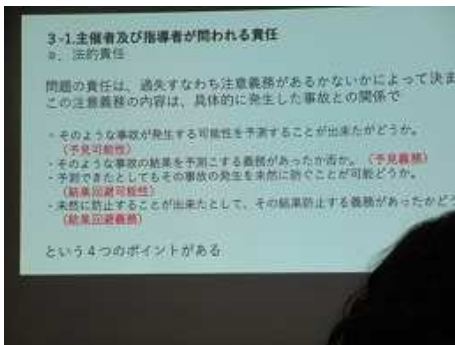 3-1.主催者及び指導者が問われる責任
a. 法的責任
問題の責任は、過失すなわち注意義務があるかないかによって決ま
この注意義務の内容は、具体的に発生した事故との関係で
・そのような事故が発生する可能性を予測することが出来たがどうか。
(予見可能性)
・そのような事故の結果を予測こする義務があったか否か。(予見義務)
・予測できたとしてもその事故の発生を未然に防ぐことが可能どうか。
(結果回避可能性)
・未然に防止することが出来たとして、その結果防止する義務があったかどう
(結果回避義務)
という4つのポイントがある